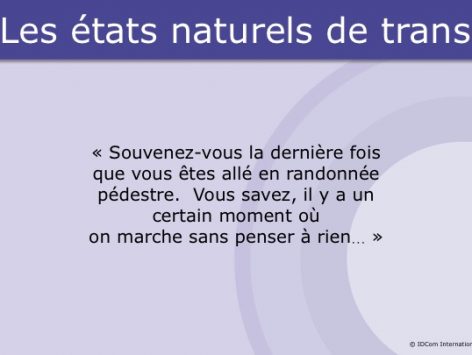 Les états naturels de trans
« Souvenez-vous la dernière fois
que vous êtes allé en randonnée
pédestre.  Vous savez, il y a un
certain moment où
on marche sans penser à rien… »
© IDCom Internation